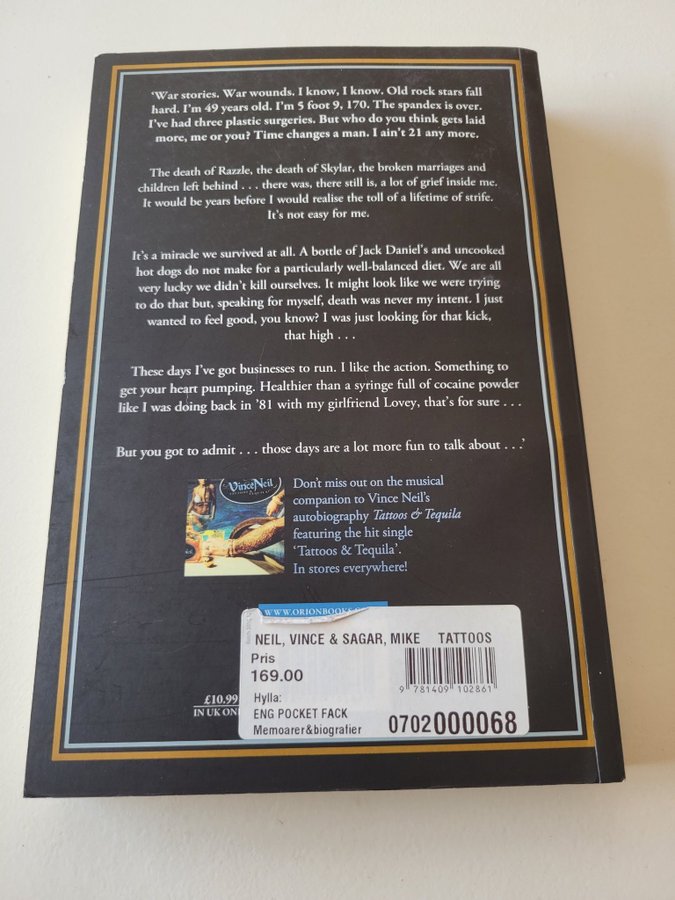 'War stories. War wounds. I know, I know. Old rock stars fall
hard. I'm 49 years old. I'm 5 foot 9, 170. The spandex is over.
I've had three plastic surgeries. But who do you think gets laid
more, me or you? Time changes a man. I ain't 21 any more.
The death of Razzle, the death of Skylar, the broken marriages and
children left behind . . . there was, there still is, a lot of grief inside me.
It would be years before I would realise the toll of a lifetime of strife.
It's not easy for me.
It's a miracle we survived at all. A bottle of Jack Daniel's and uncooked
hot dogs do not make for a particularly well-balanced diet. We are all
very lucky we didn't kill ourselves. It might look like we were trying
to do that but, speaking for myself, death was never my intent. I just
wanted to feel good, you know? I was just looking for that kick,
that high . . .
These days I've got businesses to run. I like the action. Something to
get your heart pumping. Healthier than a syringe full of cocaine powder
like I was doing back in '81 with my girlfriend Lovey, that's for sure . . .
But you got to admit . . . those days are a lot more fun to talk about . . .'
Vince Neil
Don't miss out on the musical
companion to Vince Neil's
autobiography Tattoos & Tequila
featuring the hit single
'Tattoos & Tequila'.
In stores everywhere!
WWW.ORIONBOOKS
NEIL, VINCE & SAGAR, MIKE TATTOOS
Pris
169.00
9 781409 102861
Hylla:
ENG POCKET FACK
Memoarer&biografier
0702000068
£10.99
IN UK ON